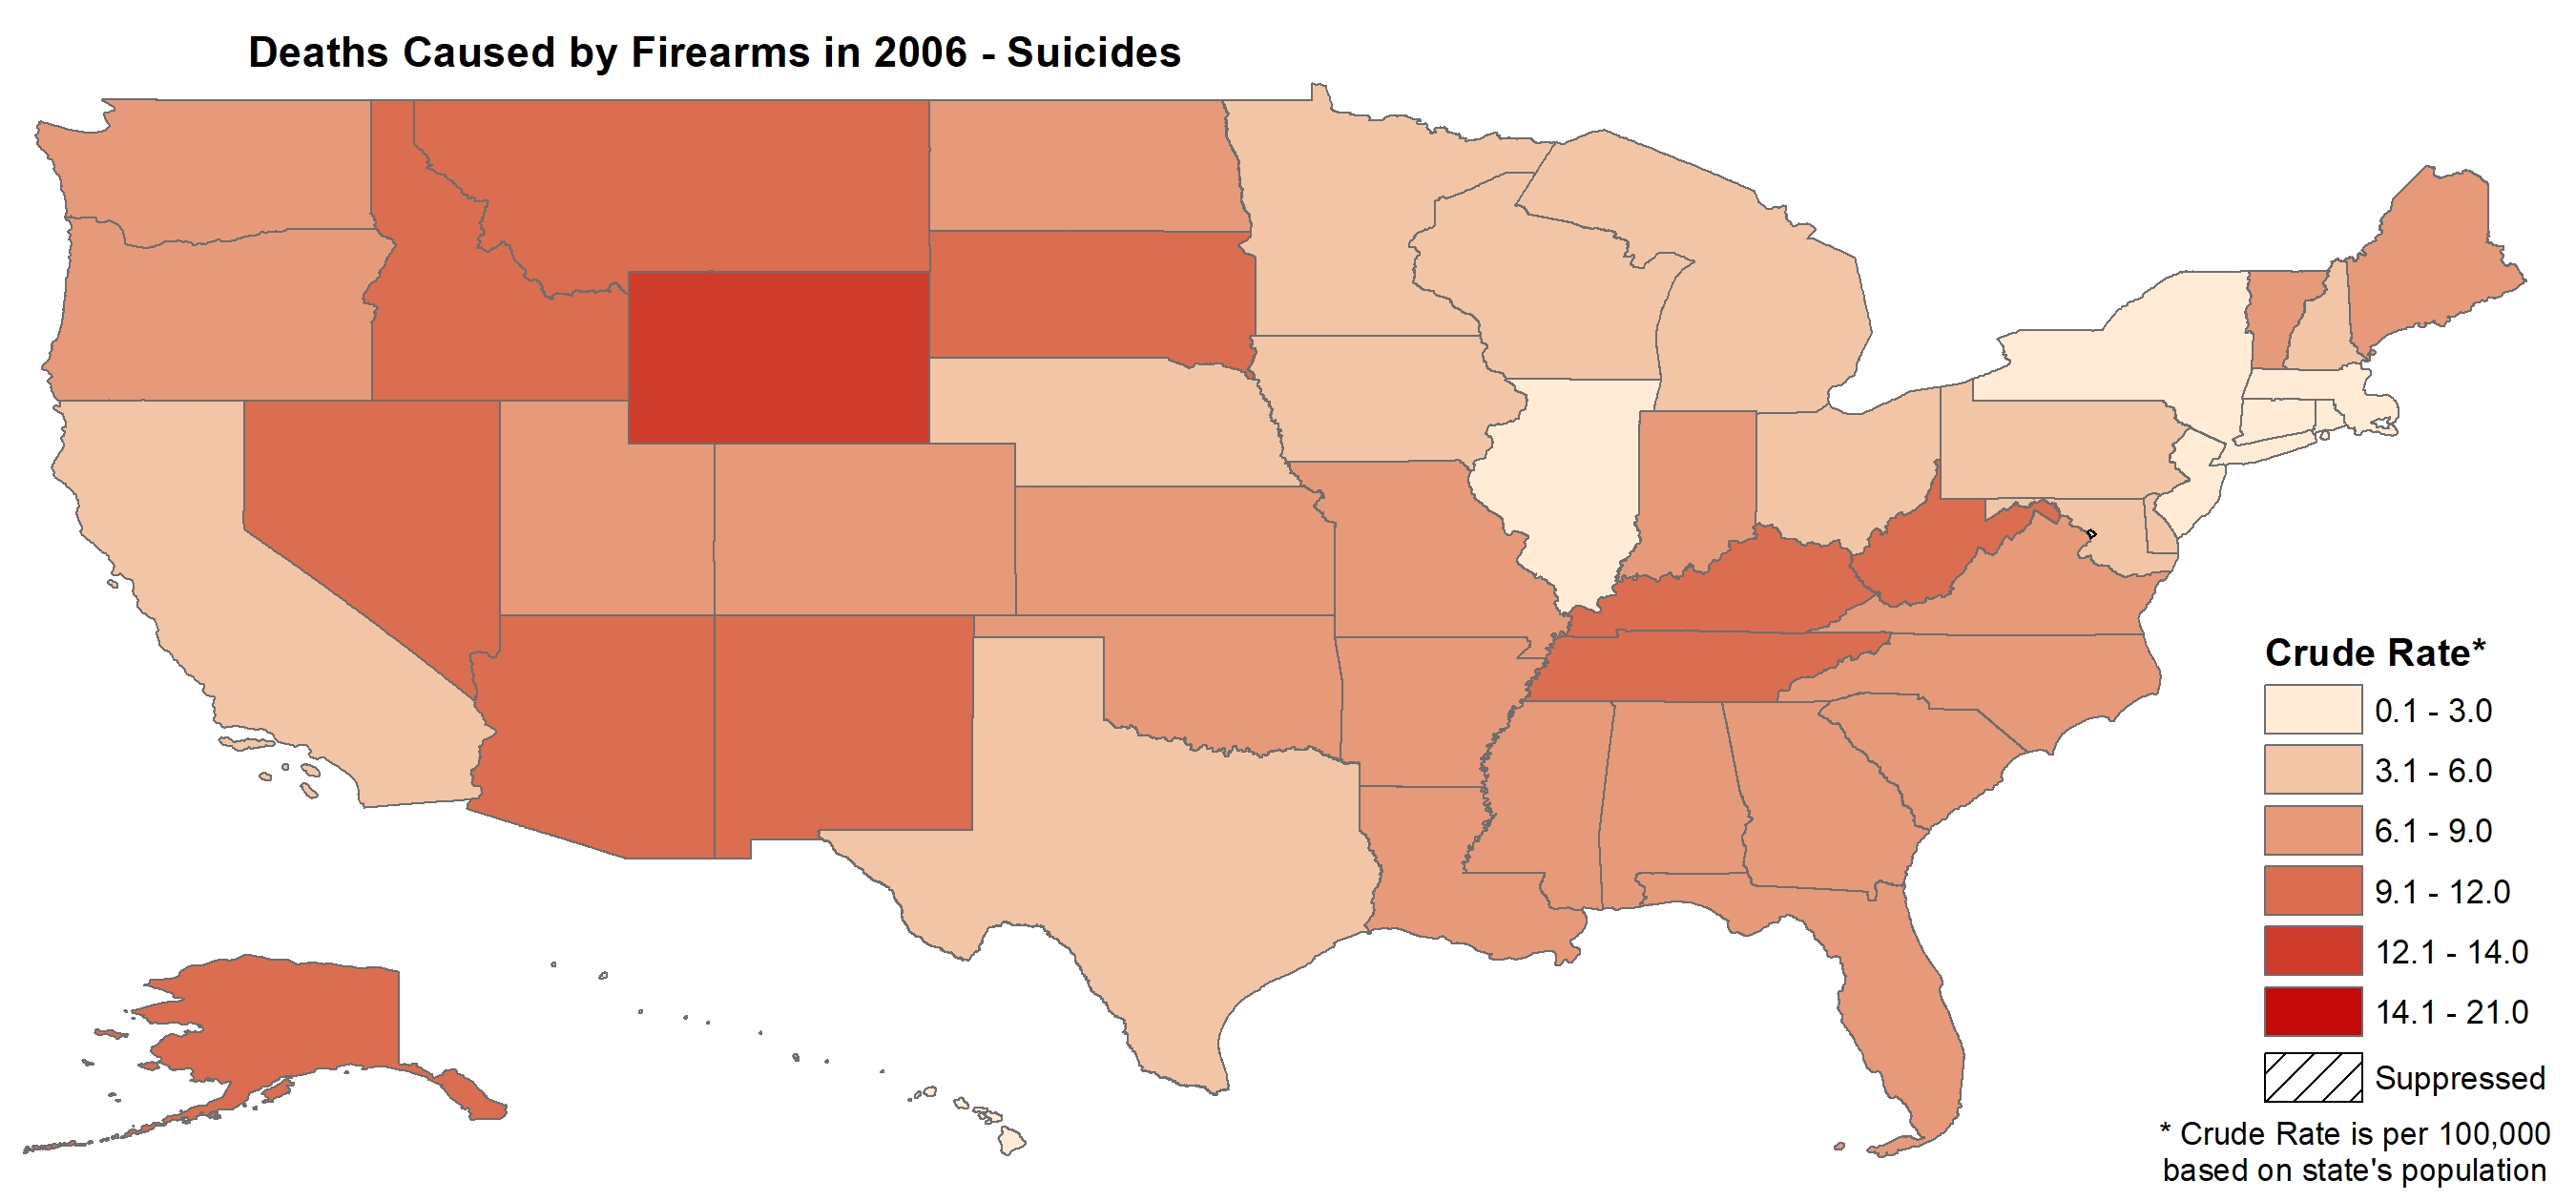 Deaths Caused by Firearms in 2006 - Suicides
Crude Rate*
0.1 - 3.0
3.1 - 6.0
6.1 - 9.0
9.1 - 12.0
12.1 - 14.0
14.1 - 21.0
Suppressed
* Crude Rate is per 100,000
based on state's population